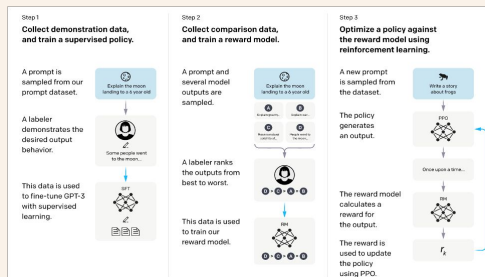 Step 1
Collect demonstration data,
and train a supervised policy.
A prompt is
sampled from our
prompt dataset.
Explain the moon
landing to a 6 year old
A labeler
demonstrates the
desired output
behavior.
Some people went
to the moon...
This data is used
to fine-tune GPT-3
with supervised
learning.
SFT
Step 2
Collect comparison data,
and train a reward model.
A prompt and
several model
outputs are
sampled.
Explain the moon
landing to a 6 year old
A
B
C
D
A labeler ranks
the outputs from
best to worst.
D > C > A = B
This data is used
to train our
reward model.
RM
D > C > A = B
Step 3
Optimize a policy against
the reward model using
reinforcement learning.
A new prompt
is sampled from
the dataset.
Write a story
about frogs
The policy
generates
an output.
PPO
Once upon a time...
The reward model
calculates a
reward for
the output.
RM
The reward is
used to update
the policy
using PPO.
rk